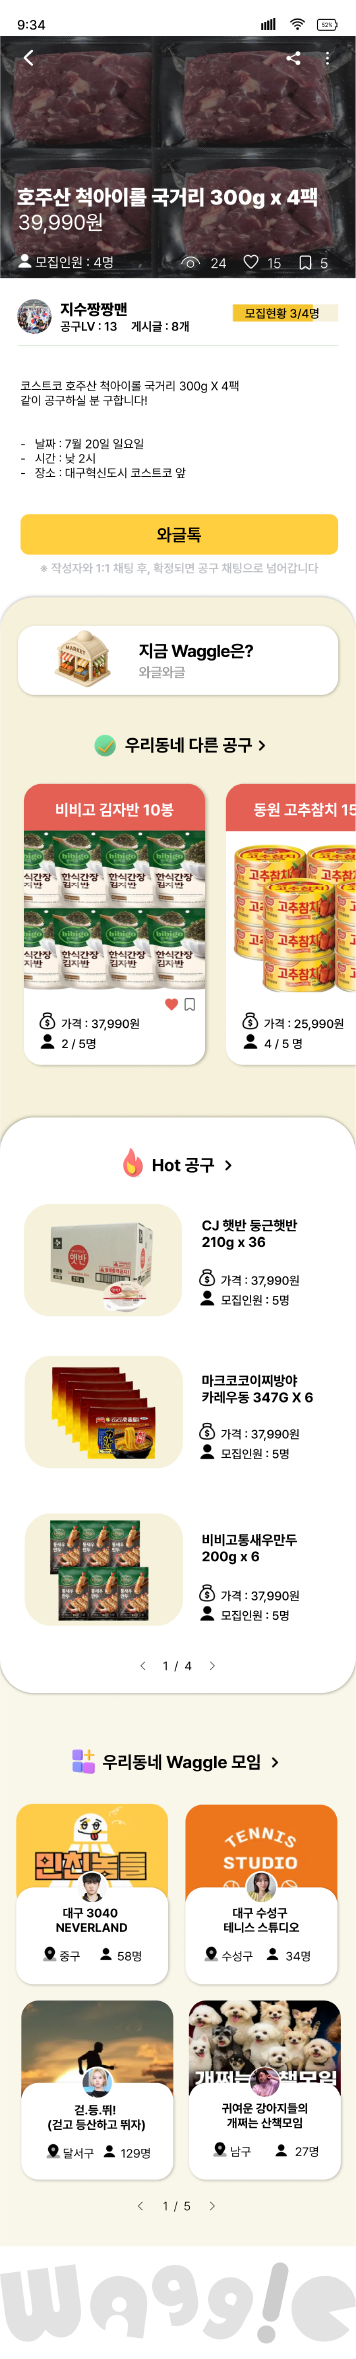 9:34
52%
호주산 척아이롤 국거리 300g x 4팩
39,990원
모집인원 : 4명
24
15
5
지수짱짱맨
공구LV : 13 게시글 : 8개
모집현황 3/4명
코스트코 호주산 척아이롤 국거리 300g X 4팩
같이 공구하실 분 구합니다!
- 날짜 : 7월 20일 일요일
- 시간 : 낮 2시
- 장소 : 대구혁신도시 코스트코 앞
와글톡
※ 작성자와 1:1 채팅 후, 확정되면 공구 채팅으로 넘어갑니다
MARKET
지금 Waggle은?
와글와글
우리동네 다른 공구 >
비비고 김자반 10봉
동원 고추참치 15
bibigo
한식간장
김자반
고추참치
가격 : 37,990원
2 / 5명
가격 : 25,990원
4 / 5 명
Hot 공구 >
햇반
CJ 햇반 둥근햇반
210g x 36
가격 : 37,990원
모집인원 : 5명
마크코코이찌방야
카레우동 347G X 6
가격 : 37,990원
모집인원 : 5명
비비고통새우만두
200g x 6
가격 : 37,990원
모집인원 : 5명
< 1 / 4 >
우리동네 Waggle 모임 >
TENNIS
STUDIO
대구 3040
NEVERLAND
중구 58명
대구 수성구
테니스 스튜디오
수성구 34명
걷.등.뛰!
(걷고 등산하고 뛰자)
달서구 129명
개쩌는 산책모임
귀여운 강아지들의
개쩌는 산책모임
남구 27명
< 1 / 5 >
waggle